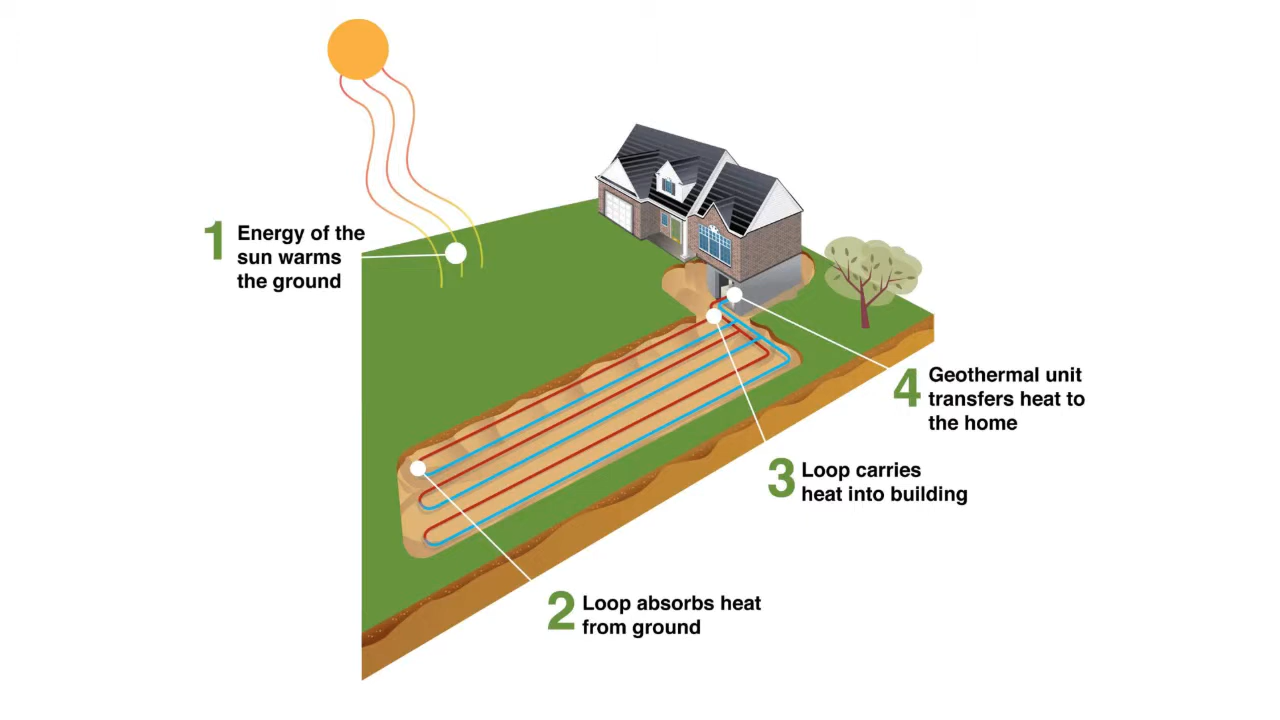 1 Energy of the
sun warms
the ground
2 Loop absorbs heat
from ground
3 Loop carries
heat into building
4 Geothermal unit
transfers heat to
the home